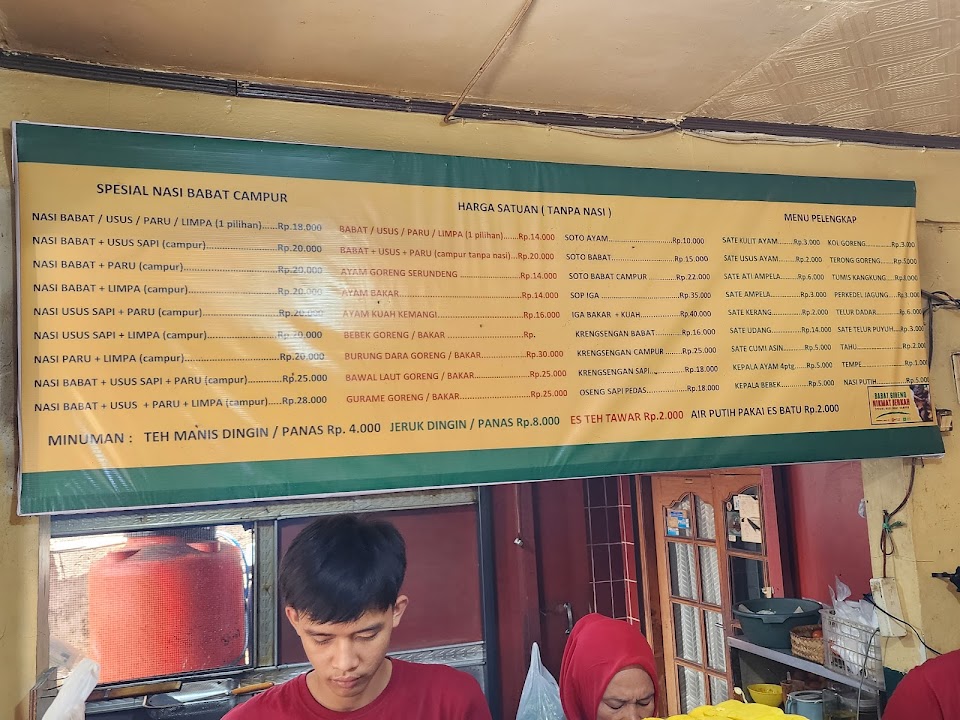 SPESIAL NASI BABAT CAMPUR
NASI BABAT / USUS / PARU / LIMPA (1 pilihan)......Rp.18.000
NASI BABAT + USUS SAPI (campur)......Rp.20.000
NASI BABAT + PARU (campur)......Rp.20.000
NASI BABAT + LIMPA (campur)......Rp.20.000
NASI USUS SAPI + PARU (campur)......Rp.20.000
NASI USUS SAPI + LIMPA (campur)......Rp.20.000
NASI PARU + LIMPA (campur)......Rp.20.000
NASI BABAT + USUS SAPI + PARU (campur)......Rp.25.000
NASI BABAT + USUS + PARU + LIMPA (campur)......Rp.28.000
HARGA SATUAN ( TANPA NASI )
BABAT / USUS / PARU / LIMPA (1 pilihan)......Rp.14.000
BABAT + USUS + PARU (campur tanpa nasi)...Rp.20.000
AYAM GORENG SERUNDENG ......Rp.14.000
AYAM BAKAR......Rp.14.000
AYAM KUAH KEMANGI......Rp.16.000
BEBEK GORENG / BAKAR......Rp.
BURUNG DARA GORENG / BAKAR......Rp.30.000
BAWAL LAUT GORENG / BAKAR......Rp.25.000
GURAME GORENG / BAKAR......Rp.25.000
SOTO AYAM......Rp.10.000
SOTO BABAT......Rp.15.000
SOTO BABAT CAMPUR ......Rp.22.000
SOP IGA ......Rp.35.000
IGA BAKAR + KUAH......Rp.40.000
KRENGSENGAN BABAT......Rp.16.000
KRENGSENGAN CAMPUR......Rp.25.000
KRENGSENGAN SAPI......Rp.18.000
OSENG SAPI PEDAS......Rp.18.000
MENU PELENGKAP
SATE KULIT AYAM......Rp.3.000
SATE USUS AYAM......Rp.2.000
SATE ATI AMPELA......Rp.6.000
SATE AMPELA......Rp.3.000
SATE KERANG......Rp.2.000
SATE UDANG......Rp.14.000
SATE CUMI ASIN......Rp.5.000
KEPALA AYAM 4ptg......Rp.5.000
KEPALA BEBEK......Rp.5.000
KOL GORENG......Rp.3.000
TERONG GORENG......Rp.5.000
TUMIS KANGKUNG
PERKEDEL JAGUNG...Rp.3.000
TELUR DADAR......Rp.6.000
SATE TELUR PUYUH...Rp.3.000
TAHU......Rp.2.000
TEMPE......Rp.1.000
NASI PUTIH......Rp.5.000
BABAT GORENG
NIKMAT BERKAH
MINUMAN : TEH MANIS DINGIN / PANAS Rp. 4.000 JERUK DINGIN / PANAS Rp.8.000 ES TEH TAWAR Rp.2.000 AIR PUTIH PAKAI ES BATU Rp.2.000